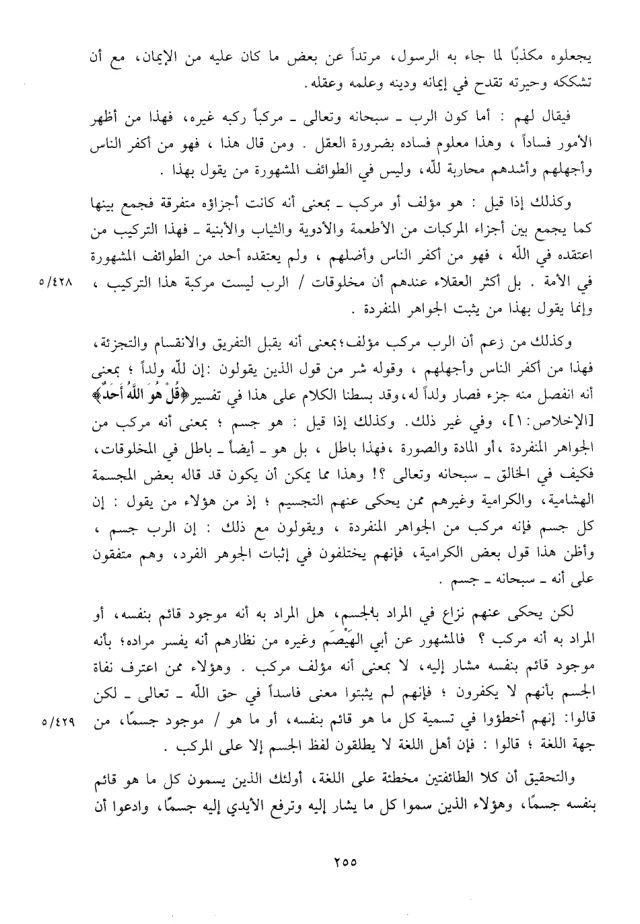 يجعلوه مكذبًا لما جاء به الرسول، مرتداً عن بعض ما كان عليه من الإيمان، مع أن
تشككه وحيرته تقدح في إيمانه ودينه وعلمه وعقله.
فيقال لهم : أما كون الرب ـ سبحانه وتعالى ـ مركباً ركبه غيره، فهذا من أظهر
الأمور فساداً ، وهذا معلوم فساده بضرورة العقل . ومن قال هذا ، فهو من أكفر الناس
وأجهلهم وأشدهم محاربة للّه، وليس في الطوائف المشهورة من يقول بهذا .
وكذلك إذا قيل : هو مؤلف أو مركب ـ بمعنى أنه كانت أجزاؤه متفرقة فجمع بينها
كما يجمع بين أجزاء المركبات من الأطعمة والأدوية والثياب والأبنية ـ فهذا التركيب من
اعتقده في اللّه ، فهو من أكفر الناس وأضلهم ، ولم يعتقده أحد من الطوائف المشهورة
في الأمة . بل أكثر العقلاء عندهم أن مخلوقات / الرب ليست مركبة هذا التركيب ، ٥/٤٢٨
وإنما يقول بهذا من يثبت الجواهر المنفردة .
وكذلك من زعم أن الرب مركب مؤلف؛بمعنى أنه يقبل التفريق والانقسام والتجزئة،
فهذا من أكفر الناس وأجهلهم ، وقوله شر من قول الذين يقولون :إن للّه ولداً ؛ بمعنى
أنه انفصل منه جزء فصار ولداً له،وقد بسطنا الكلام على هذا في تفسير﴿قُلْ هُوَ اللَّهُ أَحَدٌ﴾
[الإخلاص:١]، وفي غير ذلك. وكذلك إذا قيل : هو جسم ؛ بمعنى أنه مركب من
الجواهر المنفردة ،أو المادة والصورة ،فهذا باطل ، بل هو ـ أيضاً ـ باطل في المخلوقات،
فكيف في الخالق ـ سبحانه وتعالى ؟! وهذا مما يمكن أن يكون قد قاله بعض المجسمة
الهشامية، والكرامية وغيرهم ممن يحكى عنهم التجسيم ؛ إذ من هؤلاء من يقول : إن
كل جسم فإنه مركب من الجواهر المنفردة ، ويقولون مع ذلك : إن الرب جسم ،
وأظن هذا قول بعض الكرامية، فإنهم يختلفون في إثبات الجوهر الفرد، وهم متفقون
على أنه ـ سبحانه ـ جسم .
لكن يحكى عنهم نزاع في المراد بالجسم، هل المراد به أنه موجود قائم بنفسه، أو
المراد به أنه مركب ؟ فالمشهور عن أبي الهَيْصَم وغيره من نظارهم أنه يفسر مراده؛ بأنه
موجود قائم بنفسه مشار إليه، لا بمعنى أنه مؤلف مركب . وهؤلاء ممن اعترف نفاة
الجسم بأنهم لا يكفرون ؛ فإنهم لم يثبتوا معنى فاسداً في حق اللّه ـ تعالى ـ لكن
قالوا: إنهم أخطؤوا في تسمية كل ما هو قائم بنفسه، أو ما هو / موجود جسمًا، من ٥/٤٢٩
جهة اللغة ؛ قالوا : فإن أهل اللغة لا يطلقون لفظ الجسم إلا على المركب .
والتحقيق أن كلا الطائفتين مخطئة على اللغة، أولئك الذين يسمون كل ما هو قائم
بنفسه جسمًا، وهؤلاء الذين سموا كل ما يشار إليه وترفع الأيدي إليه جسمًا، وادعوا أن
٢٥٥